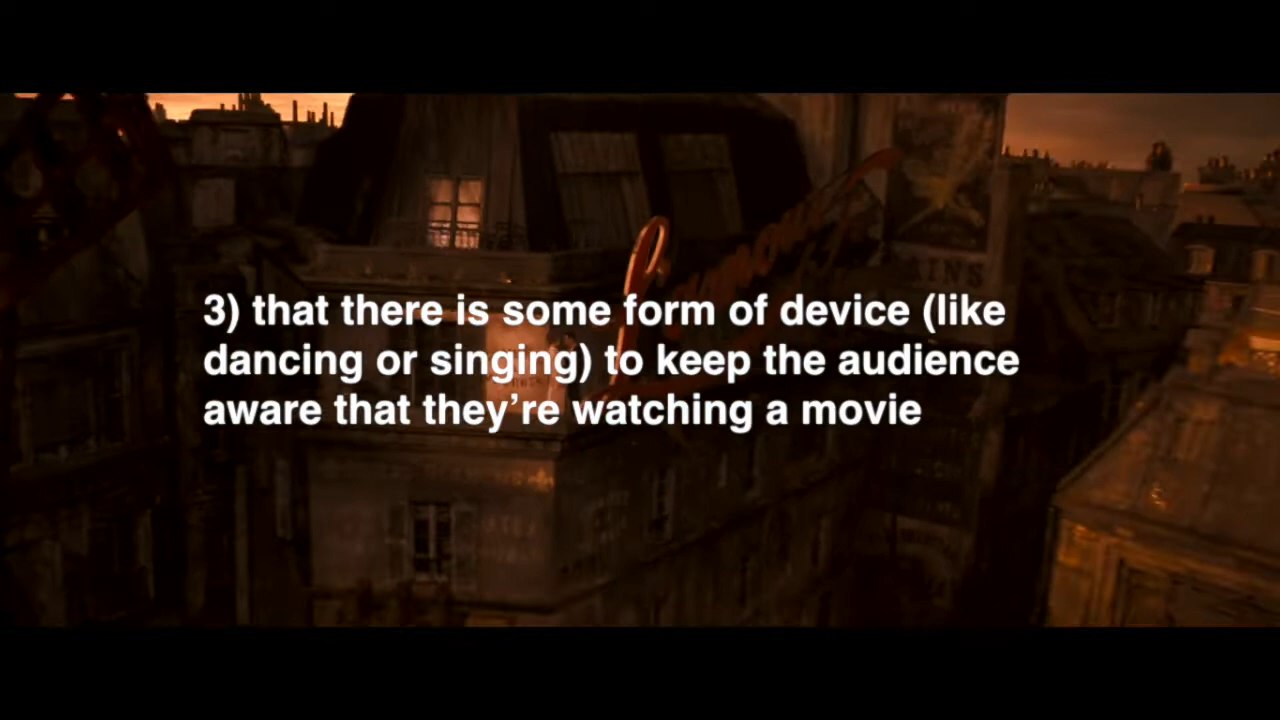 AINS
3) that there is some form of device (like
dancing or singing) to keep the audience
aware that they’re watching a movie